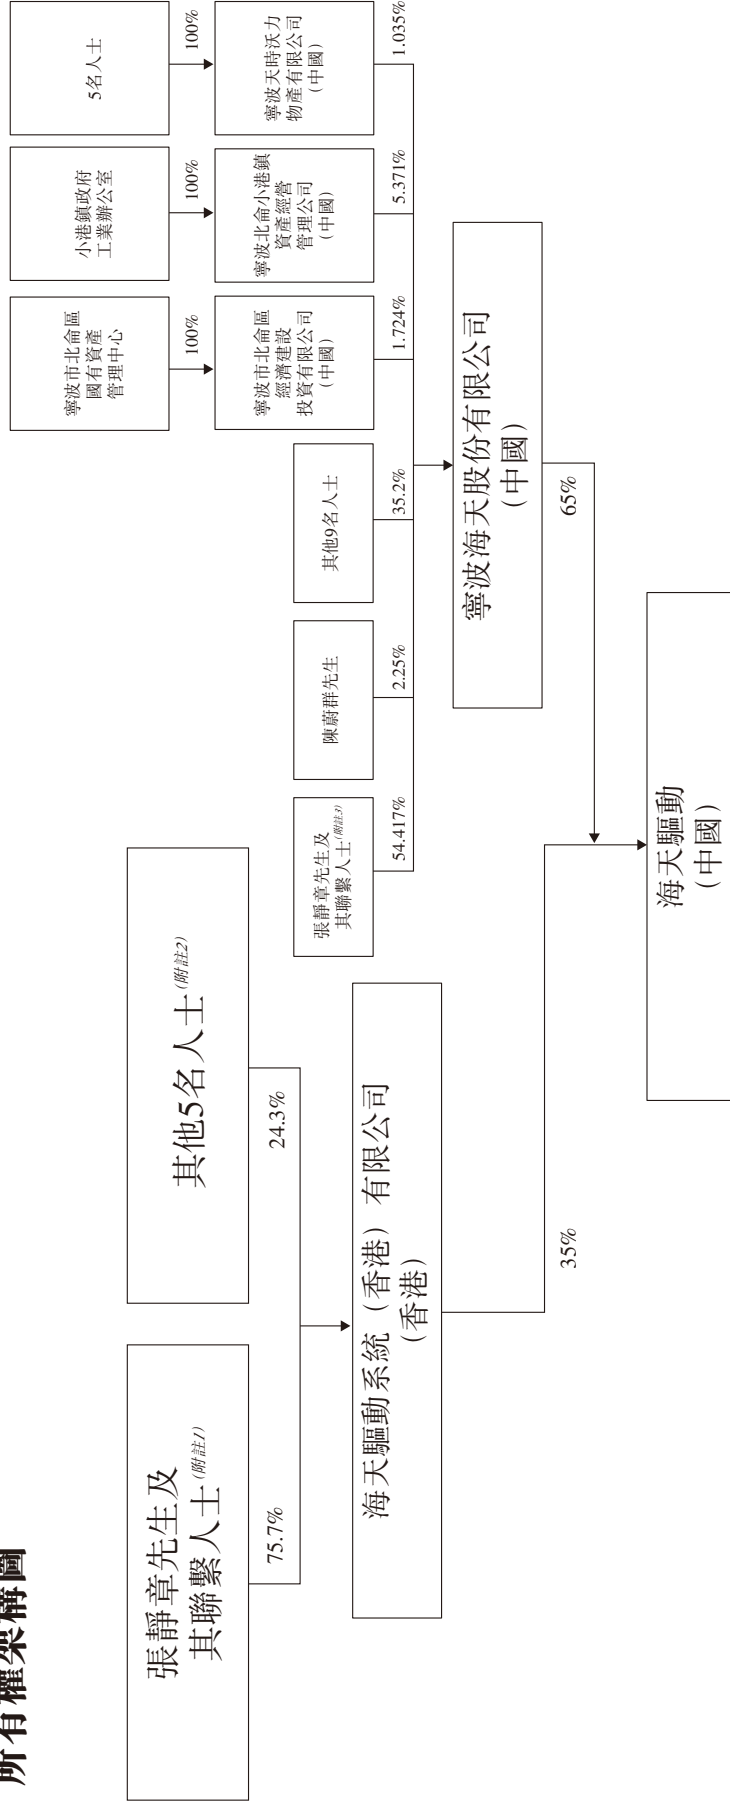 所有權架構圖
張靜章先生及
其聯繫人士(附註1)
75.7%
其他5名人士(附註2)
24.3%
海天驅動系統（香港）有限公司
（香港）
35%
張靜章先生及
其聯繫人士(附註3)
54.417%
陳蔚群先生
2.25%
其他9名人士
35.2%
寧波市北侖區
國有資產
管理中心
100%
寧波市北侖區
經濟建設
投資有限公司
（中國）
1.724%
小港鎮政府
工業辦公室
100%
寧波北侖小港鎮
資產經營
管理公司
（中國）
5.371%
5名人士
100%
寧波天時沃力
物產有限公司
（中國）
1.035%
寧波海天股份有限公司
（中國）
65%
海天驅動
（中國）